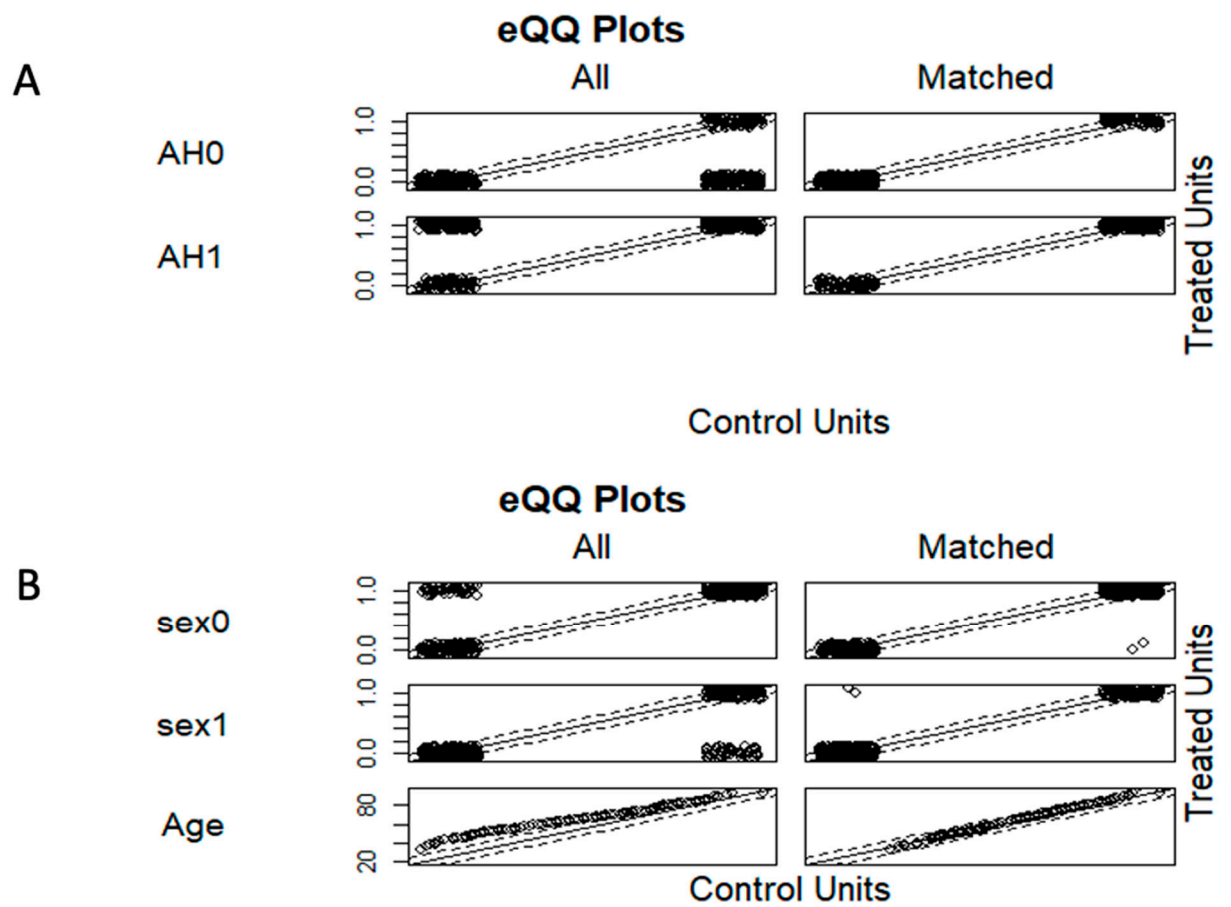 A
eQQ Plots
All Matched
AH0
1.0
0.0
AH1
1.0
0.0
Treated Units
Control Units
B
eQQ Plots
All Matched
sex0
1.0
0.0
sex1
1.0
0.0
Age
80
20
Treated Units
Control Units